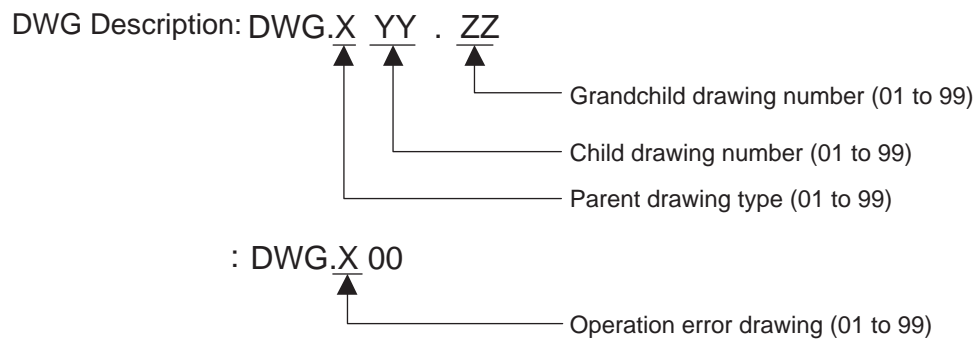 DWG Description: DWG.X YY . ZZ
Grandchild drawing number (01 to 99)
Child drawing number (01 to 99)
Parent drawing type (01 to 99)
: DWG.X 00
Operation error drawing (01 to 99)